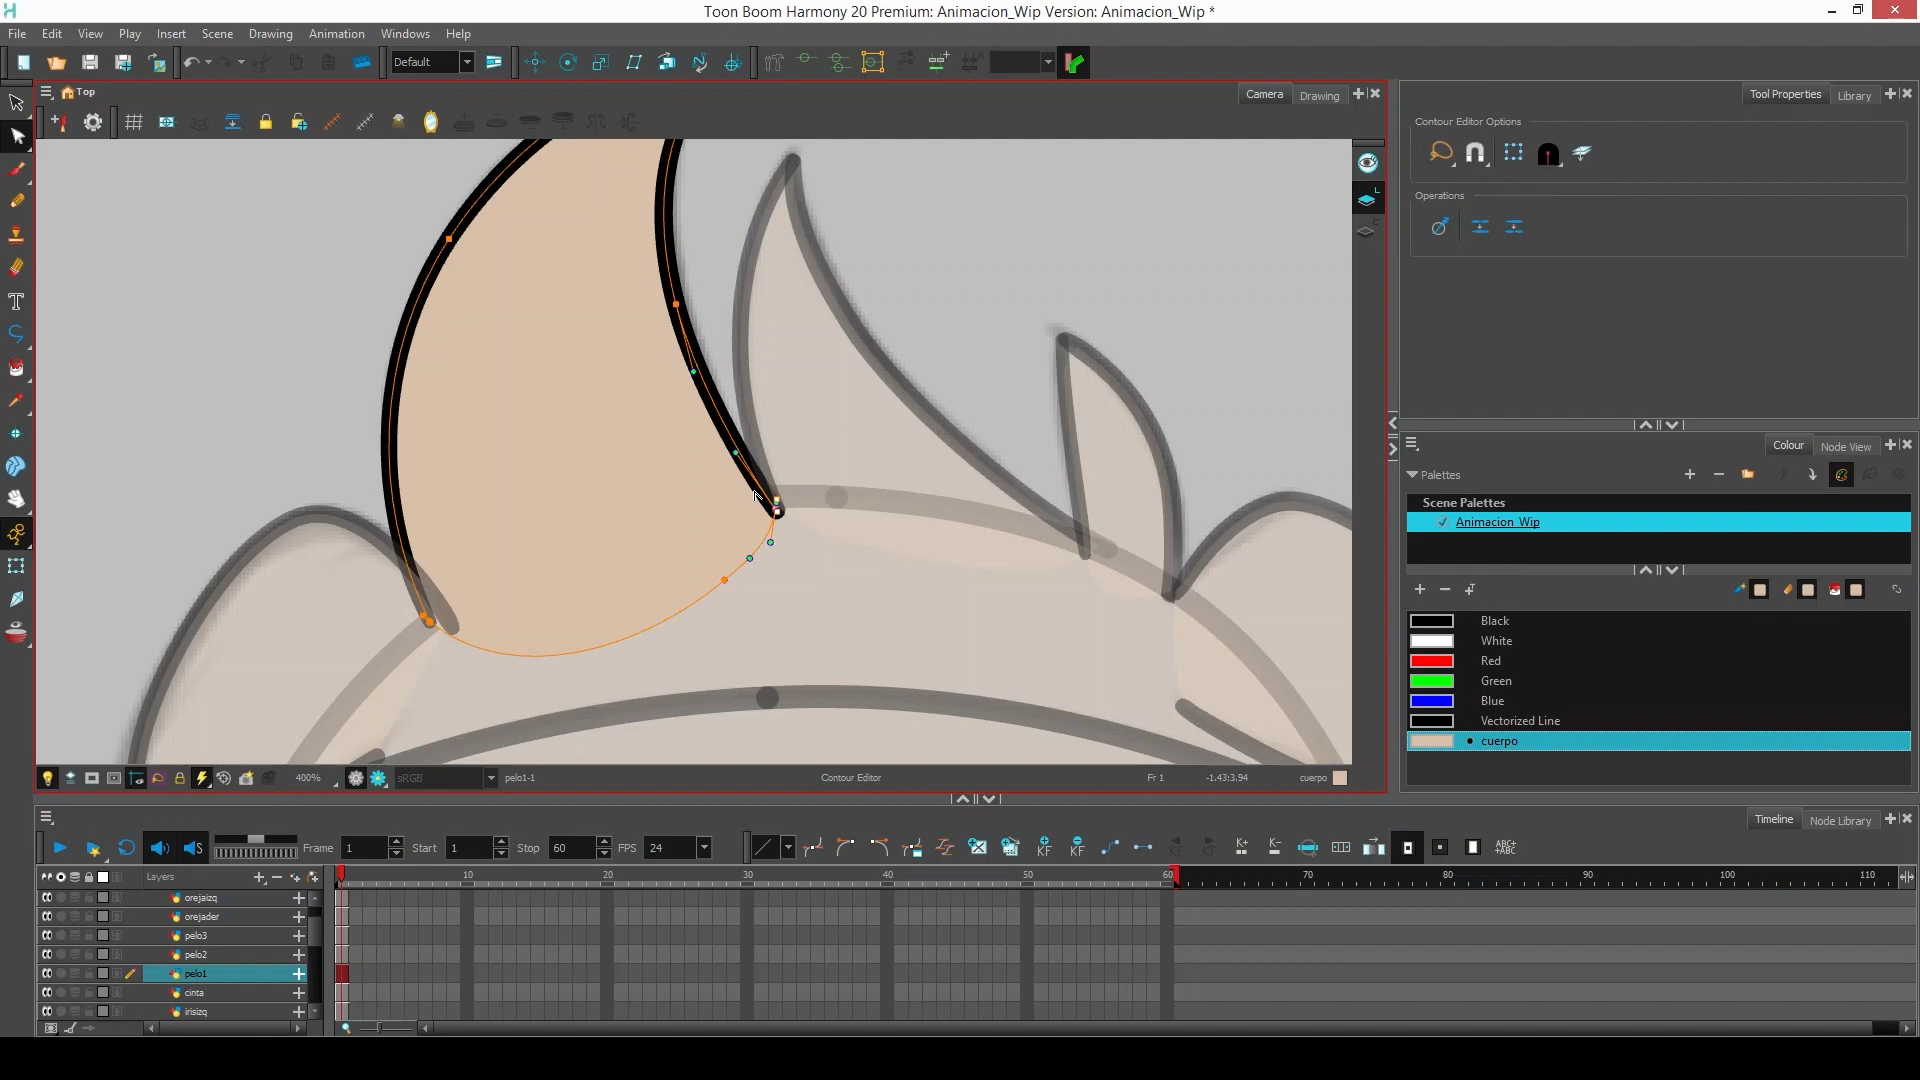 Toon Boom Harmony 20 Premium: Animacion_Wip Version: Animacion_Wip *
File Edit View Play Insert Scene Drawing Animation Windows Help
Default
Top
Camera Drawing
Tool Properties Library
Contour Editor Options
Operations
Colour Node View
Palettes
Scene Palettes
Animacion_Wip
Black
White
Red
Green
Blue
Vectorized Line
cuerpo
400% sRGB pelo1-1 Contour Editor Fr 1 -1.43:3.94 cuerpo
Timeline Node Library
Frame 1 Start 1 Stop 60 FPS 24
KF KF K+ K- ABC+ +ABC
Layers 10 20 30 40 50 60 70 80 90 100 110
orejaizq
orejader
pelo3
pelo2
pelo1
cinta
irisizq